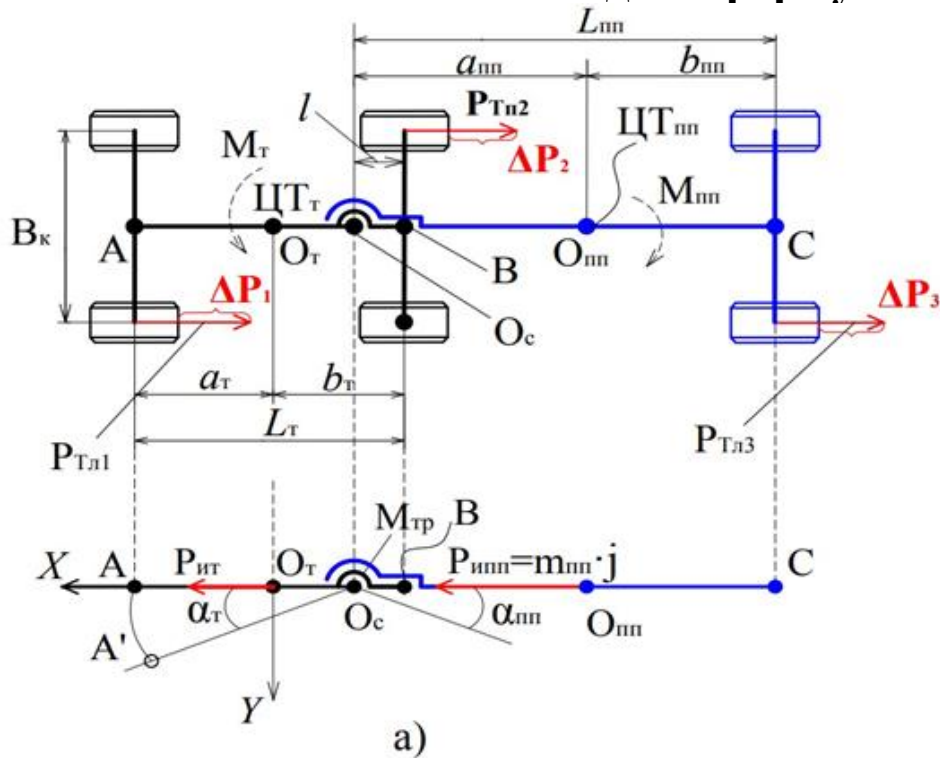 Lпп
aпп
bпп
PТп2
l
ΔP₂
ЦТпп
Mт
ЦТт
Mпп
Bк
A
Oт
B
Oпп
C
ΔP₁
Oс
ΔP₃
aт
bт
Lт
PТл1
PТл3
Mтр
B
X
A
Pит
Oт
Pипп=mпп·j
C
αт
Oс
αпп
Oпп
A'
Y
а)